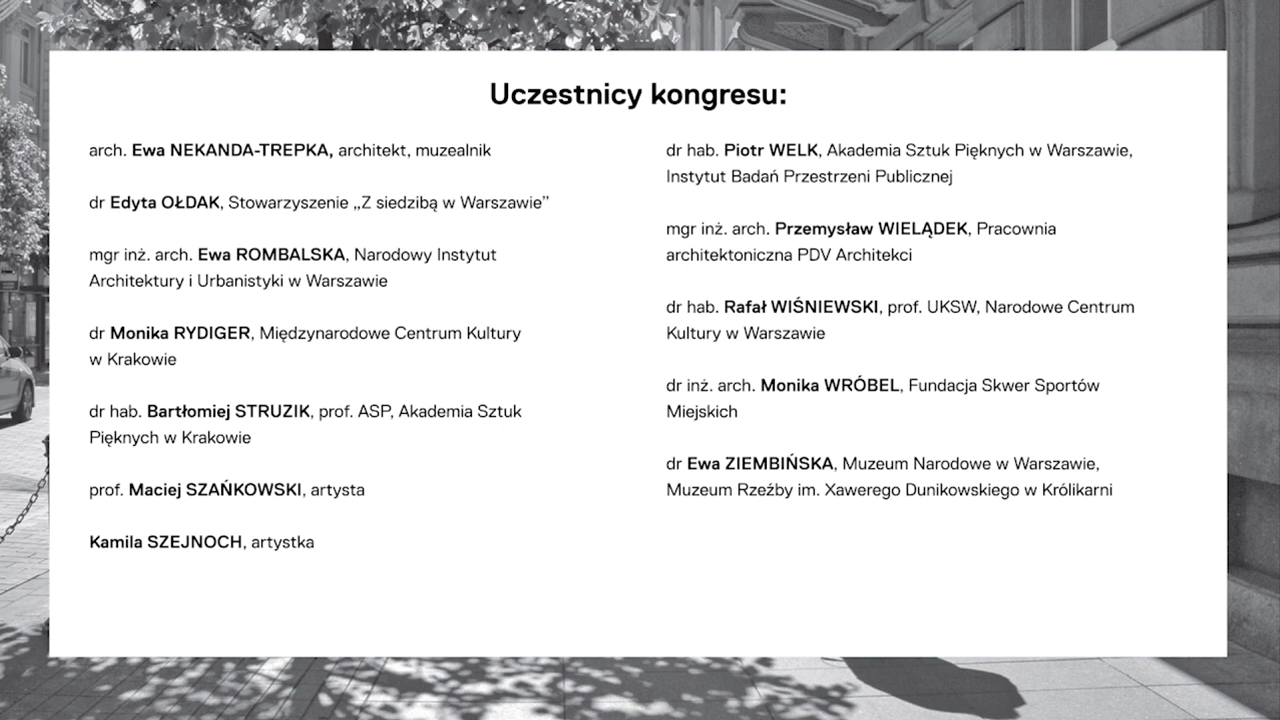 Uczestnicy kongresu:
arch. Ewa NEKANDA-TREPKA, architekt, muzealnik
dr Edyta OŁDAK, Stowarzyszenie „Z siedzibą w Warszawie”
mgr inż. arch. Ewa ROMBALSKA, Narodowy Instytut
Architektury i Urbanistyki w Warszawie
dr Monika RYDIGER, Międzynarodowe Centrum Kultury
w Krakowie
dr hab. Bartłomiej STRUZIK, prof. ASP, Akademia Sztuk
Pięknych w Krakowie
prof. Maciej SZAŃKOWSKI, artysta
Kamila SZEJNOCH, artystka
dr hab. Piotr WELK, Akademia Sztuk Pięknych w Warszawie,
Instytut Badań Przestrzeni Publicznej
mgr inż. arch. Przemysław WIELĄDEK, Pracownia
architektoniczna PDV Architekci
dr hab. Rafał WIŚNIEWSKI, prof. UKSW, Narodowe Centrum
Kultury w Warszawie
dr inż. arch. Monika WRÓBEL, Fundacja Skwer Sportów
Miejskich
dr Ewa ZIEMBIŃSKA, Muzeum Narodowe w Warszawie,
Muzeum Rzeźby im. Xawerego Dunikowskiego w Królikarni